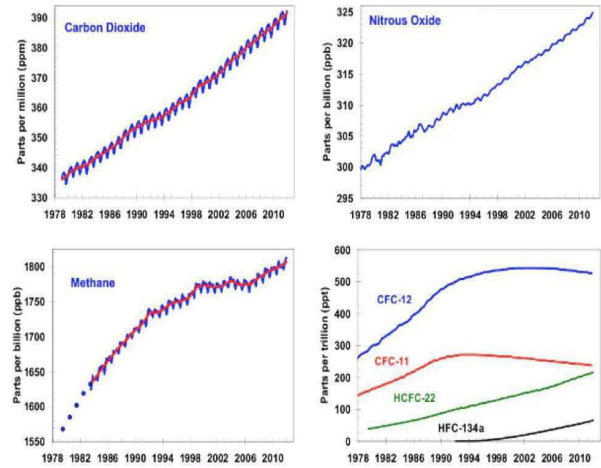 Carbon Dioxide
Parts per million (ppm)
390
380
370
360
350
340
330
1978 1982 1986 1990 1994 1998 2002 2006 2010
Nitrous Oxide
Parts per billion (ppb)
325
320
315
310
305
300
295
1978 1982 1986 1990 1994 1998 2002 2006 2010
Methane
Parts per billion (ppb)
1800
1750
1700
1650
1600
1550
1978 1982 1986 1990 1994 1998 2002 2006 2010
Parts per trillion (ppt)
600
500
400
300
200
100
0
CFC-12
CFC-11
HCFC-22
HFC-134a
1978 1982 1986 1990 1994 1998 2002 2006 2010